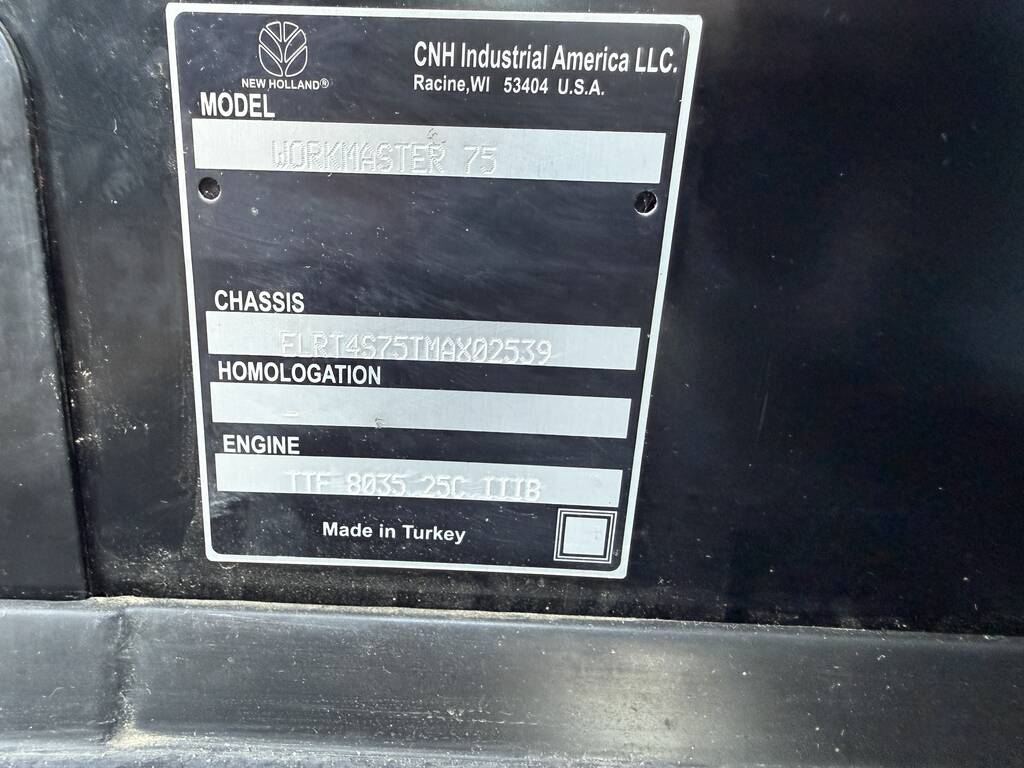 NEW HOLLAND®
CNH Industrial America LLC.
Racine,WI 53404 U.S.A.
MODEL
WORKMASTER 75
CHASSIS
ELRT4S75TMAX02539
HOMOLOGATION
-
ENGINE
TTF 8035.25C IIIB
Made in Turkey